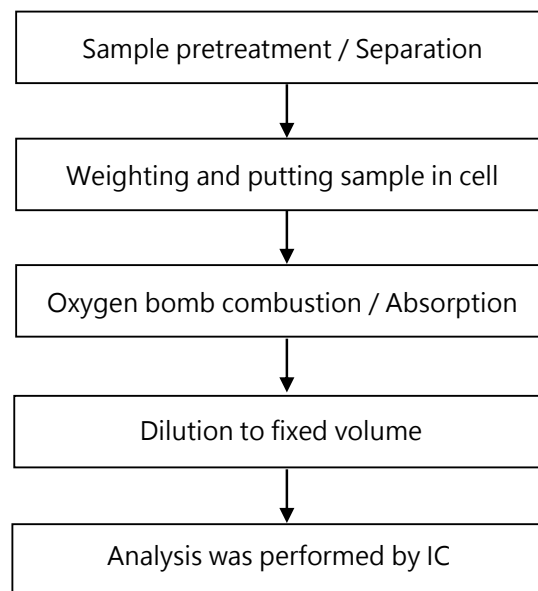 Sample pretreatment / Separation
Weighting and putting sample in cell
Oxygen bomb combustion / Absorption
Dilution to fixed volume
Analysis was performed by IC